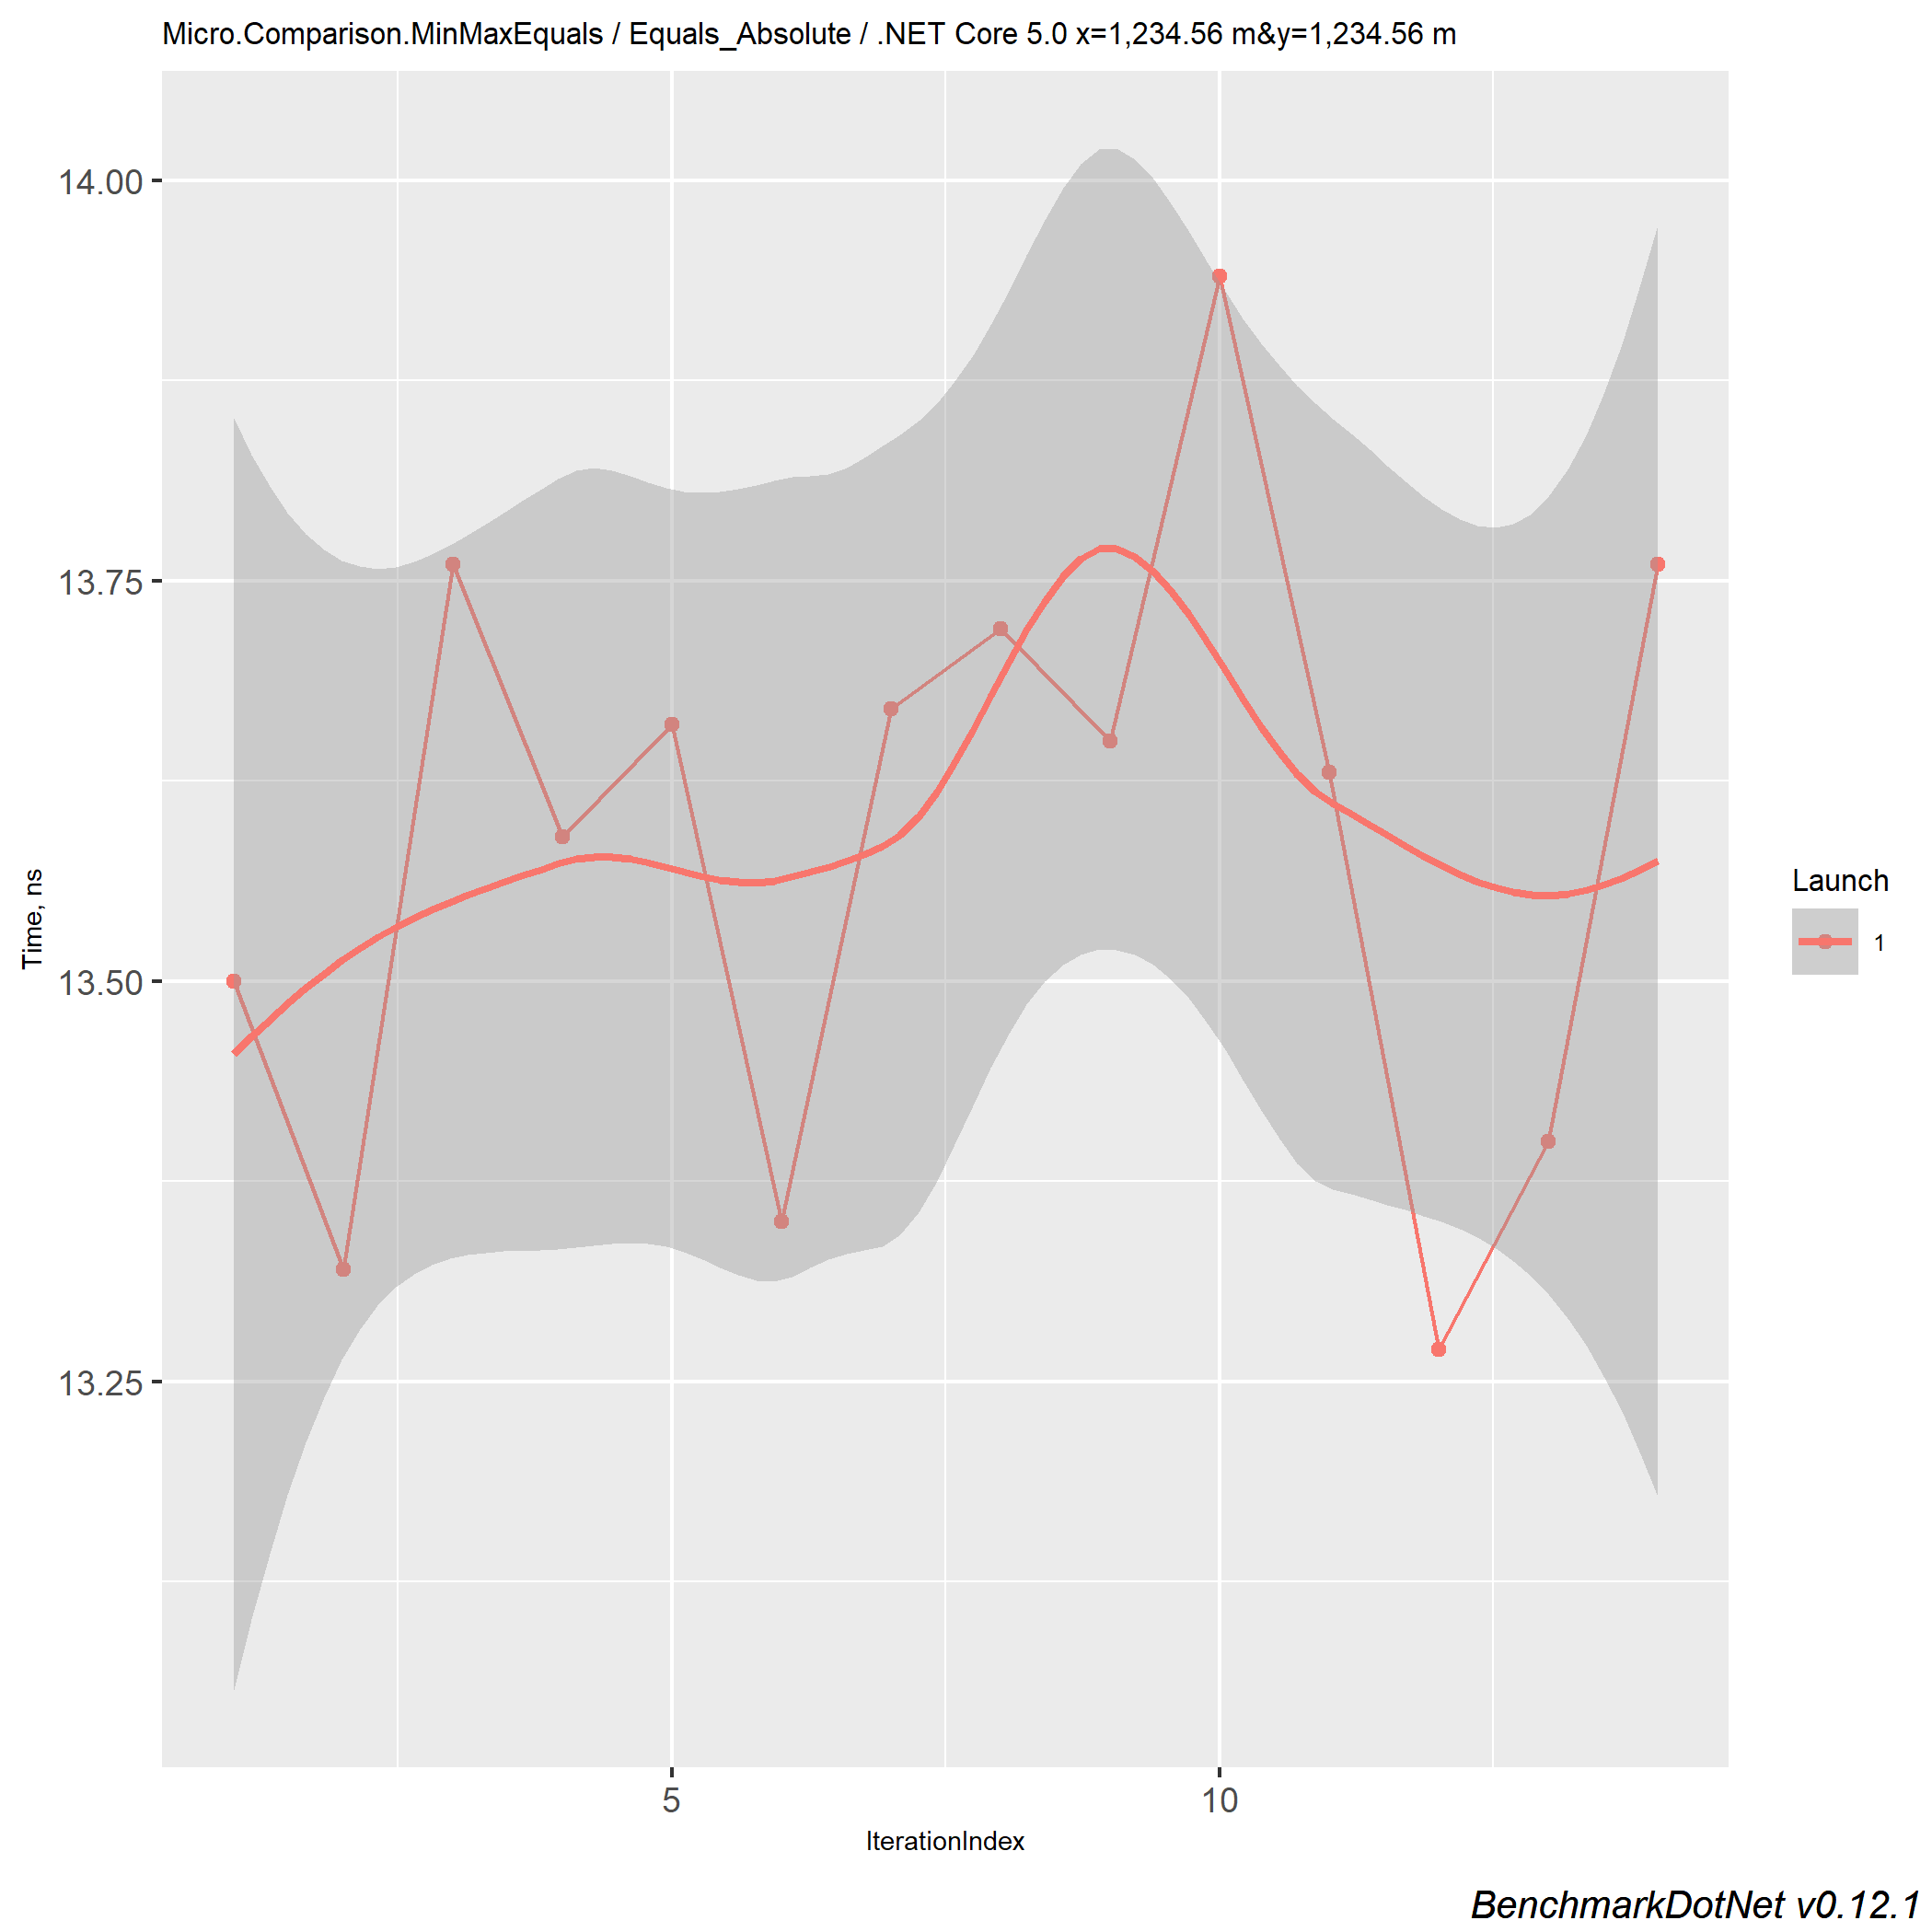 Micro.Comparison.MinMaxEquals / Equals_Absolute / .NET Core 5.0 x=1,234.56 m&y=1,234.56 m
14.00
13.75
13.50
13.25
Time, ns
5
10
IterationIndex
Launch
1
BenchmarkDotNet v0.12.1